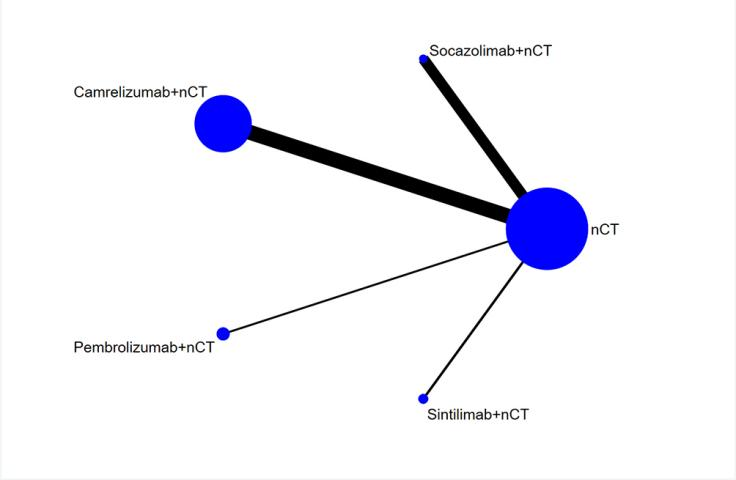 Socazolimab+nCT
Camrelizumab+nCT
nCT
Pembrolizumab+nCT
Sintilimab+nCT